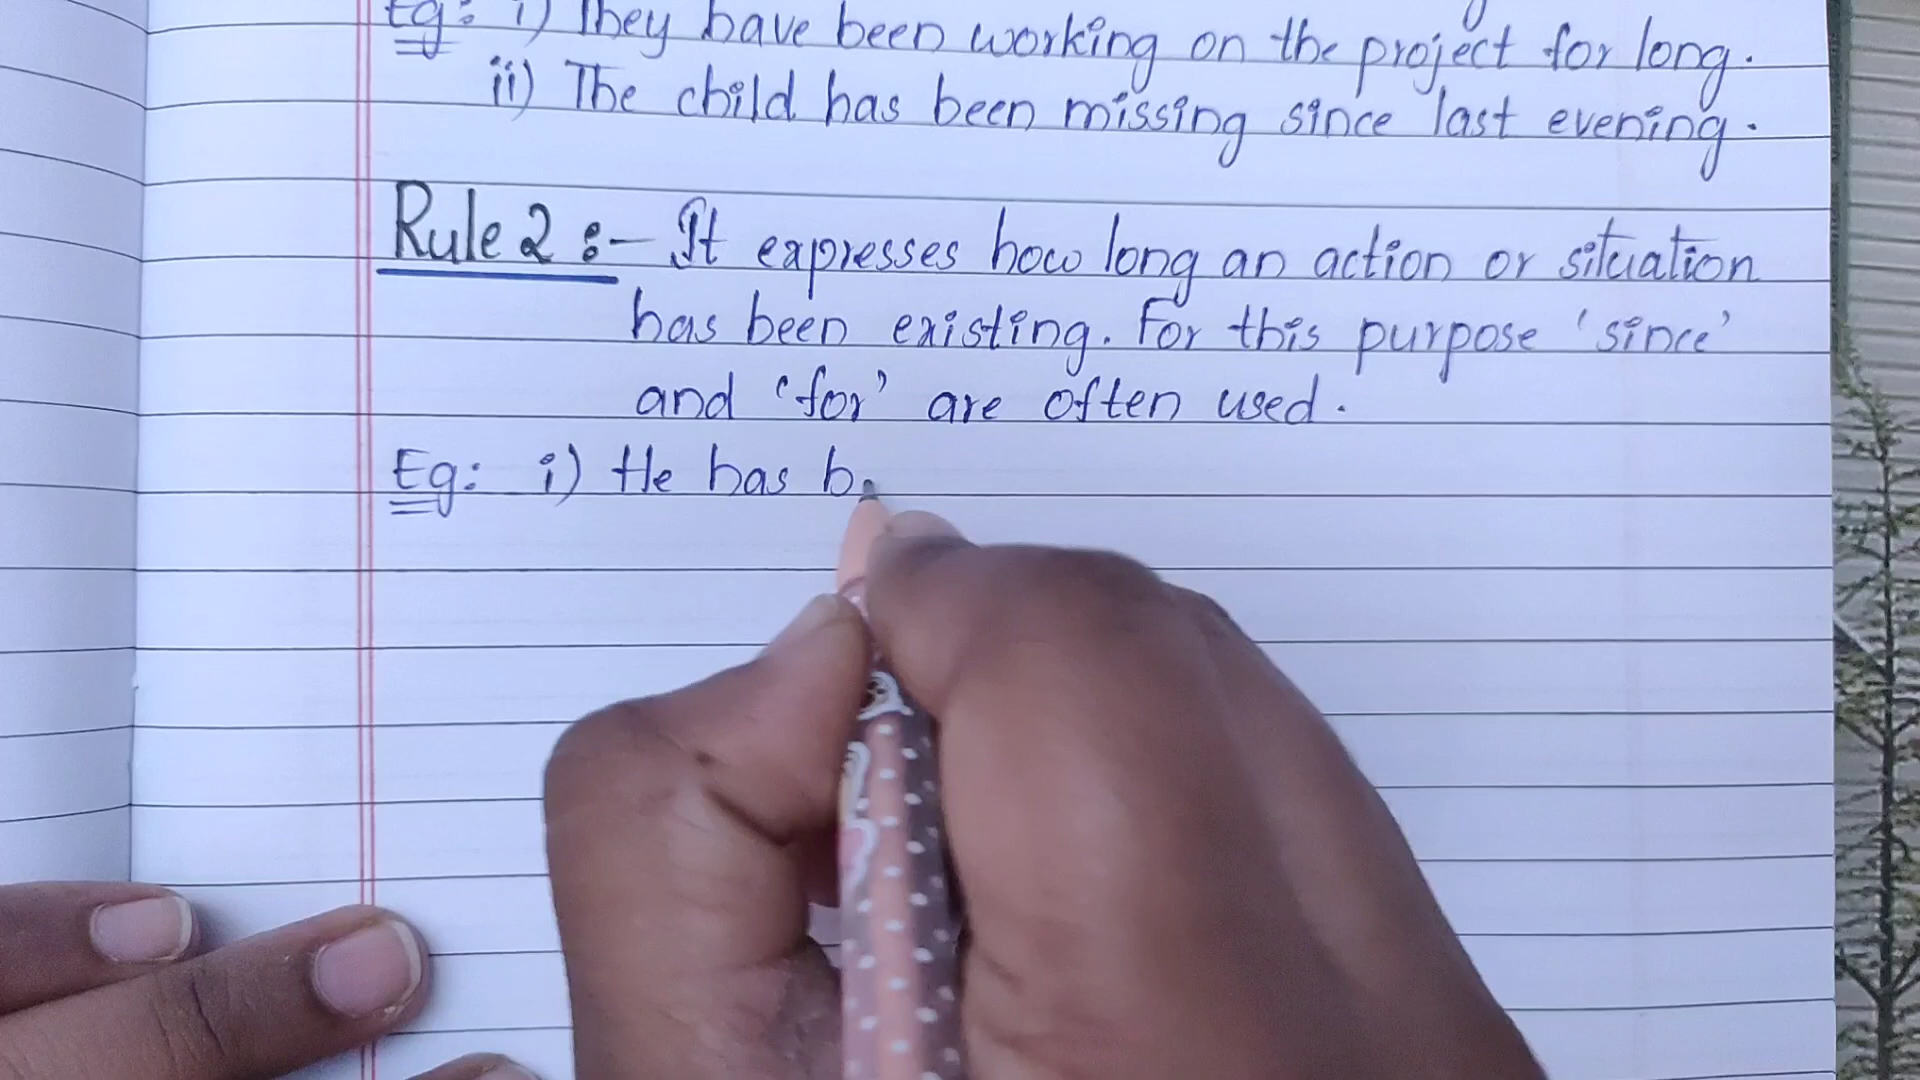 Eg: i) They have been working on the project for long.
ii) The child has been missing since last evening.
Rule 2 :- It expresses how long an action or situation
has been existing. For this purpose 'since'
and 'for' are often used.
Eg: i) He has b